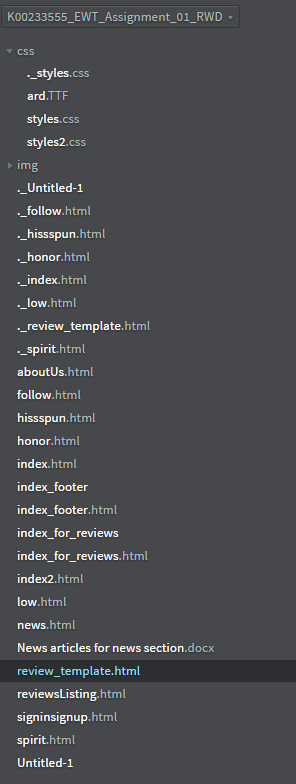 K00233555_EWT_Assignment_01_RWD
css
._styles.css
ard.TTF
styles.css
styles2.css
img
._Untitled-1
._follow.html
._hissspun.html
._honor.html
._index.html
._low.html
._review_template.html
._spirit.html
aboutUs.html
follow.html
hissspun.html
honor.html
index.html
index_footer
index_footer.html
index_for_reviews
index_for_reviews.html
index2.html
low.html
news.html
News articles for news section.docx
review_template.html
reviewsListing.html
signinsignup.html
spirit.html
Untitled-1